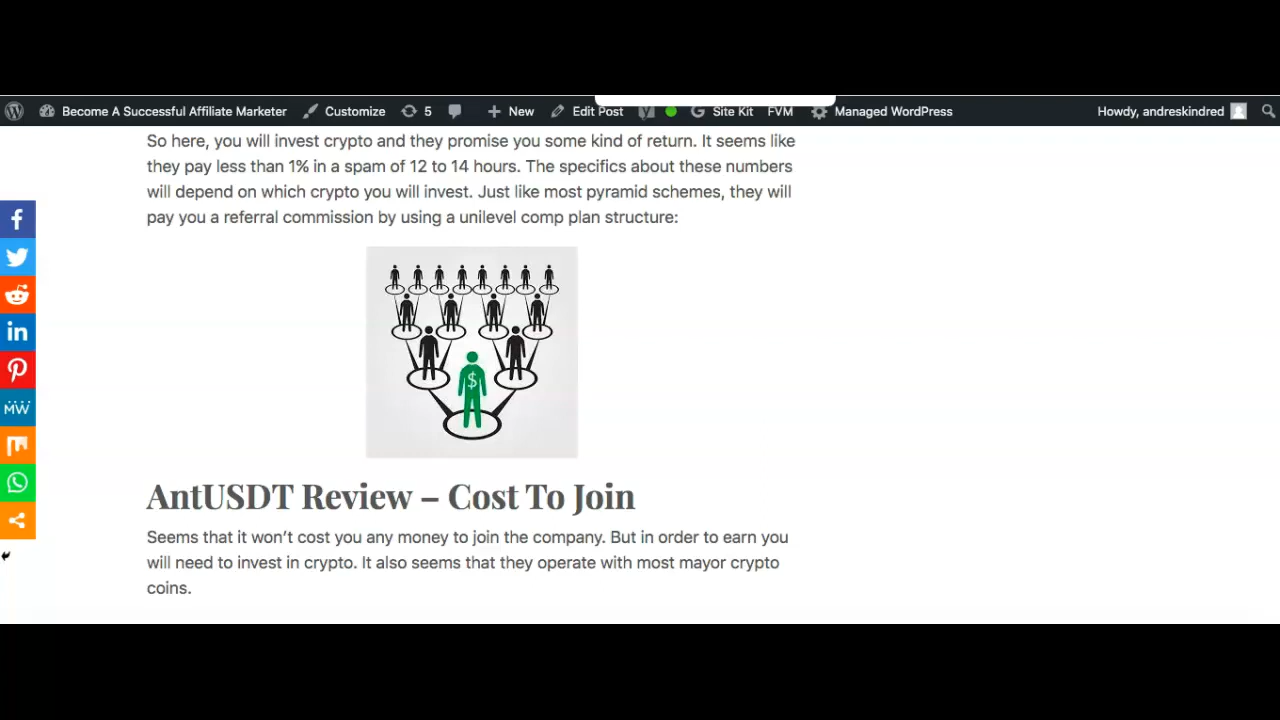 Become A Successful Affiliate Marketer Customize 5 New Edit Post Site Kit FVM Managed WordPress Howdy, andreskindred
So here, you will invest crypto and they promise you some kind of return. It seems like
they pay less than 1% in a spam of 12 to 14 hours. The specifics about these numbers
will depend on which crypto you will invest. Just like most pyramid schemes, they will
pay you a referral commission by using a unilevel comp plan structure:
$
AntUSDT Review – Cost To Join
Seems that it won't cost you any money to join the company. But in order to earn you
will need to invest in crypto. It also seems that they operate with most mayor crypto
coins.
in
MW